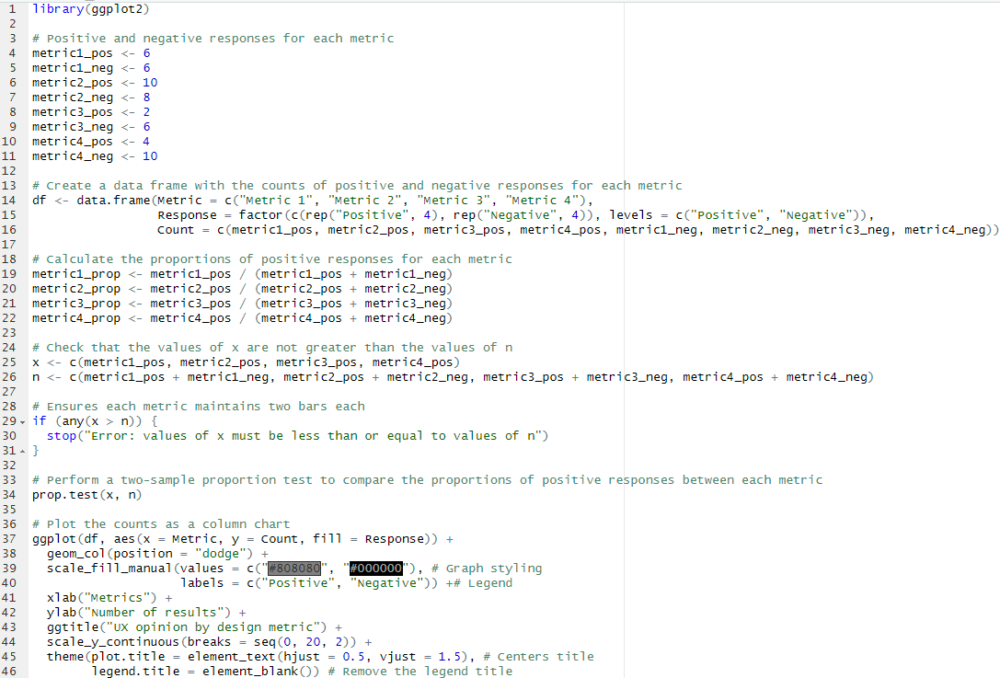 1 library(ggplot2)
2
3 # Positive and negative responses for each metric
4 metric1_pos <- 6
5 metric1_neg <- 6
6 metric2_pos <- 10
7 metric2_neg <- 8
8 metric3_pos <- 2
9 metric3_neg <- 6
10 metric4_pos <- 4
11 metric4_neg <- 10
12
13 # Create a data frame with the counts of positive and negative responses for each metric
14 df <- data.frame(Metric = c("Metric 1", "Metric 2", "Metric 3", "Metric 4"),
15                  Response = factor(c(rep("Positive", 4), rep("Negative", 4)), levels = c("Positive", "Negative")),
16                  Count = c(metric1_pos, metric2_pos, metric3_pos, metric4_pos, metric1_neg, metric2_neg, metric3_neg, metric4_neg))
17
18 # Calculate the proportions of positive responses for each metric
19 metric1_prop <- metric1_pos / (metric1_pos + metric1_neg)
20 metric2_prop <- metric2_pos / (metric2_pos + metric2_neg)
21 metric3_prop <- metric3_pos / (metric3_pos + metric3_neg)
22 metric4_prop <- metric4_pos / (metric4_pos + metric4_neg)
23
24 # Check that the values of x are not greater than the values of n
25 x <- c(metric1_pos, metric2_pos, metric3_pos, metric4_pos)
26 n <- c(metric1_pos + metric1_neg, metric2_pos + metric2_neg, metric3_pos + metric3_neg, metric4_pos + metric4_neg)
27
28 # Ensures each metric maintains two bars each
29 if (any(x > n)) {
30   stop("Error: values of x must be less than or equal to values of n")
31 }
32
33 # Perform a two-sample proportion test to compare the proportions of positive responses between each metric
34 prop.test(x, n)
35
36 # Plot the counts as a column chart
37 ggplot(df, aes(x = Metric, y = Count, fill = Response)) +
38   geom_col(position = "dodge") +
39   scale_fill_manual(values = c("#808080", "#000000"), # Graph styling
40                     labels = c("Positive", "Negative")) +# Legend
41   xlab("Metrics") +
42   ylab("Number of results") +
43   ggtitle("UX opinion by design metric") +
44   scale_y_continuous(breaks = seq(0, 20, 2)) +
45   theme(plot.title = element_text(hjust = 0.5, vjust = 1.5), # Centers title
46         legend.title = element_blank()) # Remove the legend title